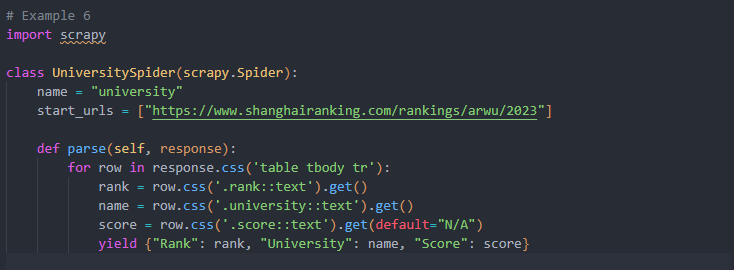 # Example 6
import scrapy

class UniversitySpider(scrapy.Spider):
    name = "university"
    start_urls = ["https://www.shanghairanking.com/rankings/arwu/2023"]

    def parse(self, response):
        for row in response.css('table tbody tr'):
            rank = row.css('.rank::text').get()
            name = row.css('.university::text').get()
            score = row.css('.score::text').get(default="N/A")
            yield {"Rank": rank, "University": name, "Score": score}